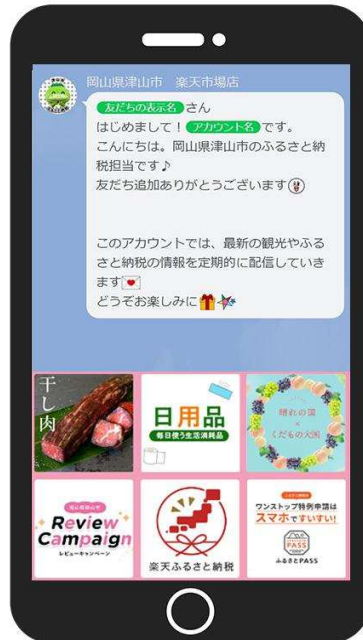 岡山県津山市 楽天市場店
友だちの表示名 さん
はじめまして！ アカウント名 です。
こんにちは。岡山県津山市のふるさと納
税担当です♪
友だち追加ありがとうございます
このアカウントでは、最新の観光やふる
さと納税の情報を定期的に配信していき
ます
どうぞお楽しみに
干し肉
日用品
毎日使う生活消耗品
晴れの国
×
くだもの大国
Review
Campaign
レビューキャンペーン
楽天ふるさと納税
ワンストップ特例申請は
スマホですいすい!
PASS
ふるさとPASS